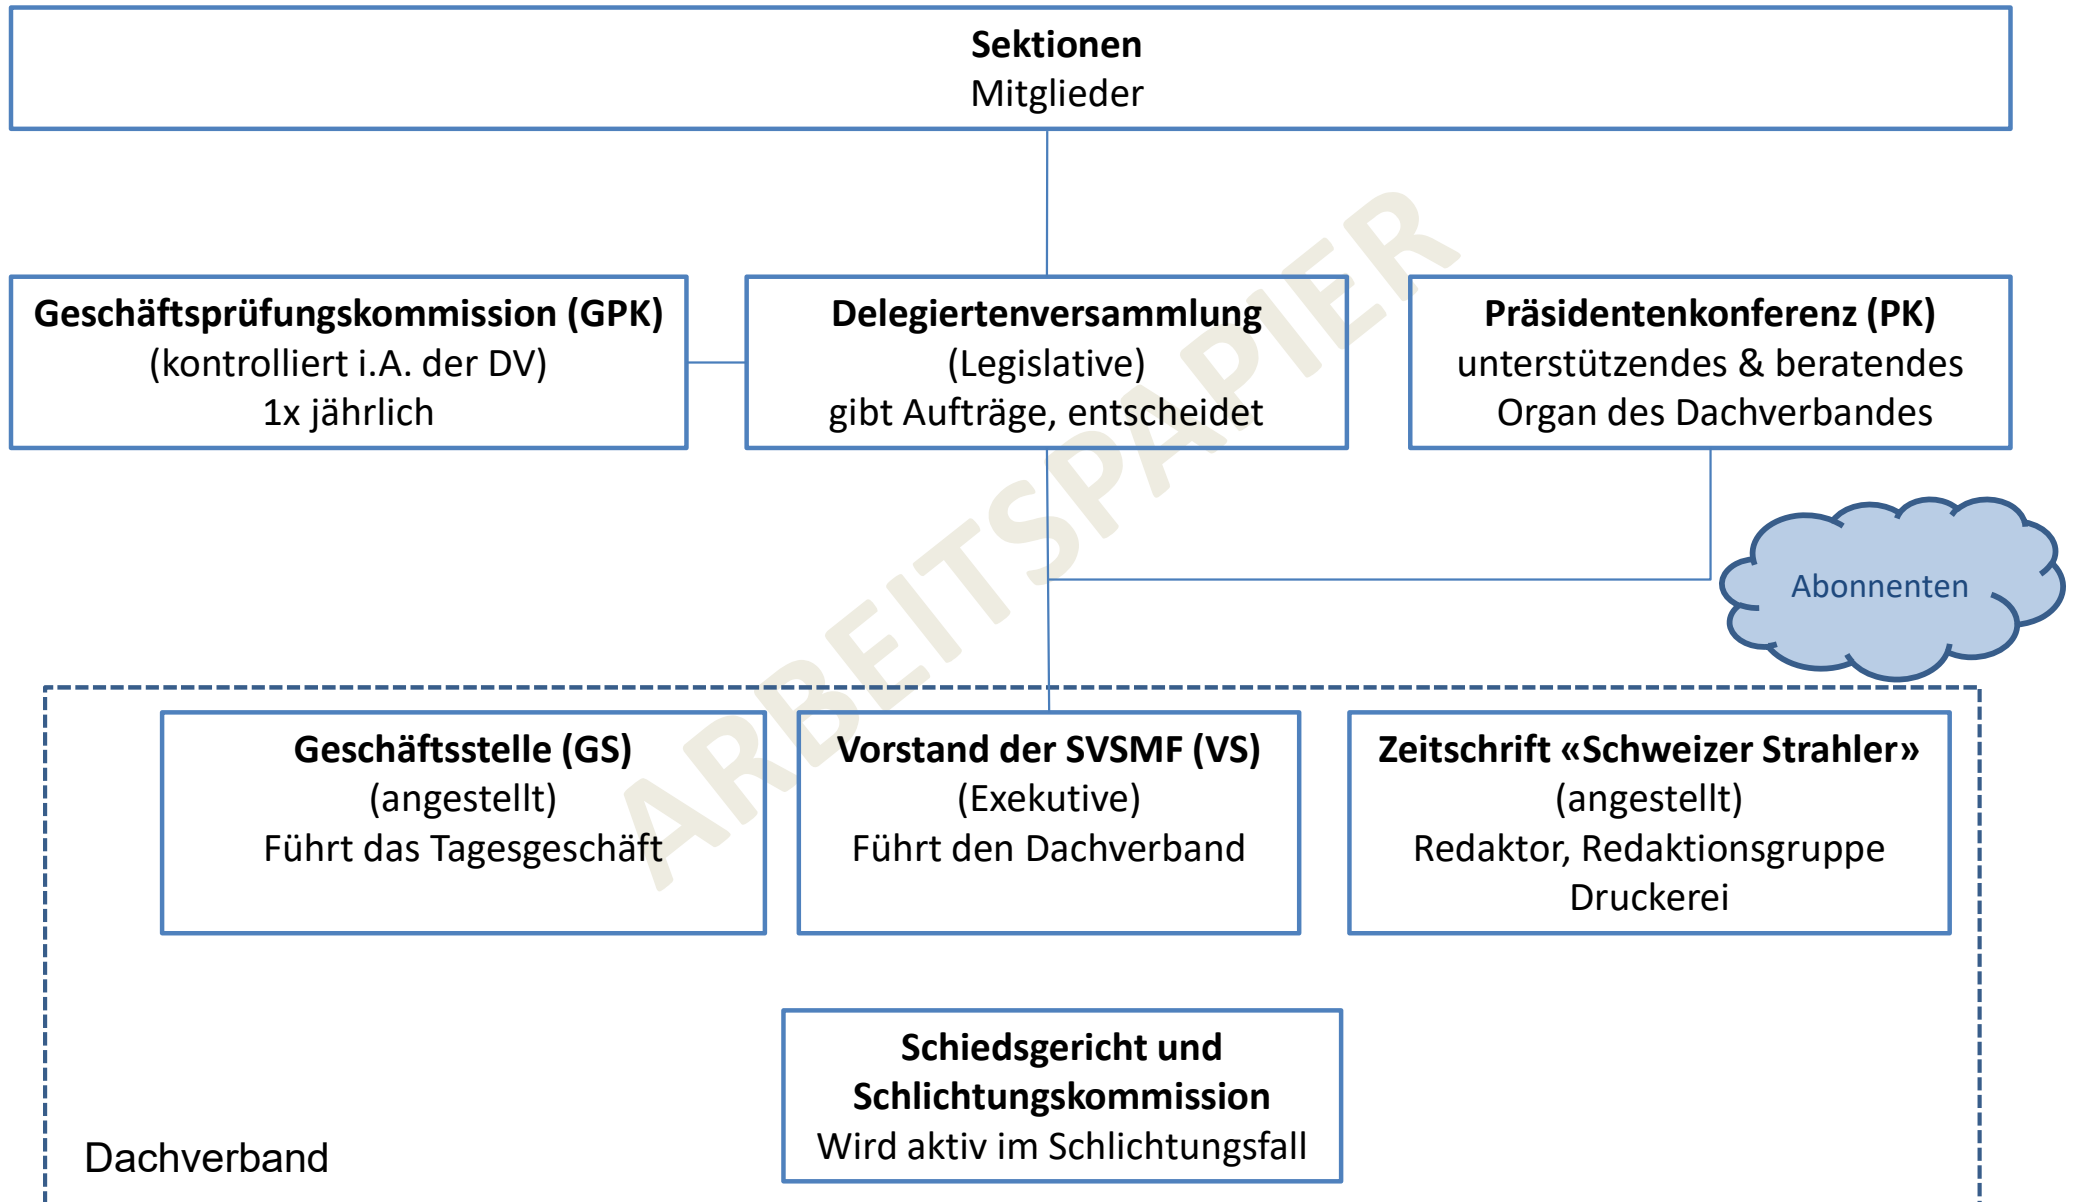 Sektionen
Mitglieder
Geschäftsprüfungskommission (GPK)
(kontrolliert i.A. der DV)
1x jährlich
Delegiertenversammlung
(Legislative)
gibt Aufträge, entscheidet
Präsidentenkonferenz (PK)
unterstützendes & beratendes
Organ des Dachverbandes
Abonnenten
ARBEITSPAPIER
Geschäftsstelle (GS)
(angestellt)
Führt das Tagesgeschäft
Vorstand der SVSMF (VS)
(Exekutive)
Führt den Dachverband
Zeitschrift «Schweizer Strahler»
(angestellt)
Redaktor, Redaktionsgruppe
Druckerei
Schiedsgericht und
Schlichtungskommission
Wird aktiv im Schlichtungsfall
Dachverband